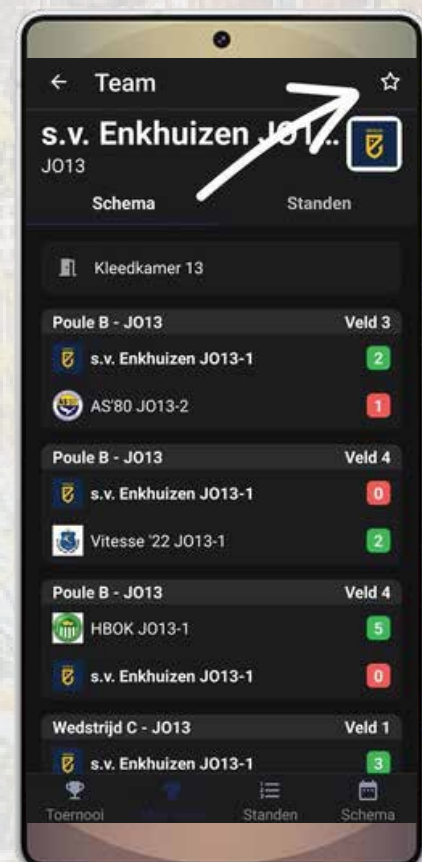 Team
s.v. Enkhuizen JO1...
JO13
Schema Standen
Kleedkamer 13
Poule B - JO13 Veld 3
s.v. Enkhuizen JO13-1 2
AS'80 JO13-2 1
Poule B - JO13 Veld 4
s.v. Enkhuizen JO13-1 0
Vitesse '22 JO13-1 2
Poule B - JO13 Veld 4
HBOK JO13-1 5
s.v. Enkhuizen JO13-1 0
Wedstrijd C - JO13 Veld 1
s.v. Enkhuizen JO13-1 3
Toernooi Standen Schema